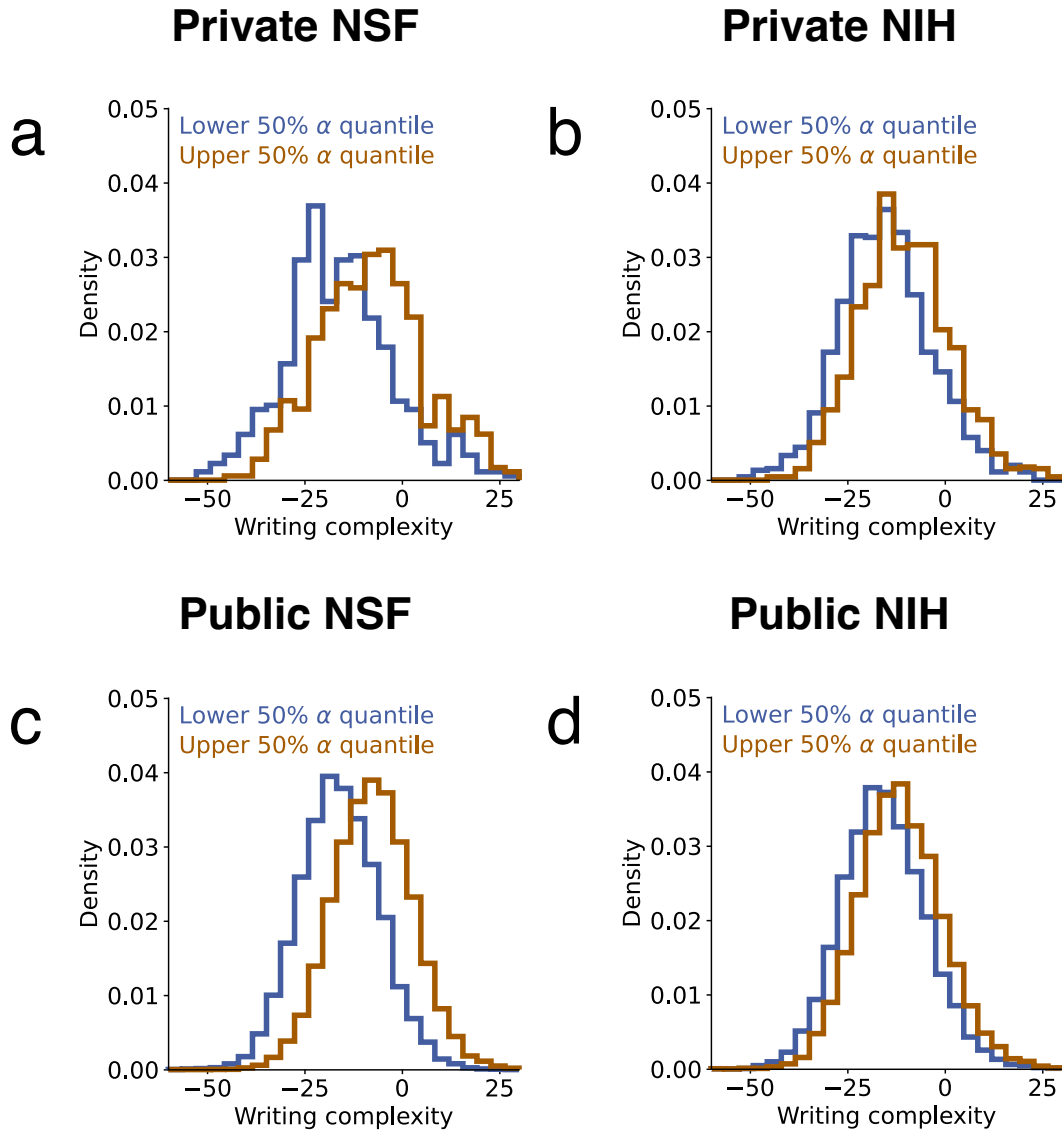 Private NSF
Private NIH
a
Lower 50% α quantile
Upper 50% α quantile
0.05
0.04
0.03
0.02
0.01
0.00
Density
−50
−25
0
25
Writing complexity
b
Lower 50% α quantile
Upper 50% α quantile
0.05
0.04
0.03
0.02
0.01
0.00
Density
−50
−25
0
25
Writing complexity
Public NSF
Public NIH
c
Lower 50% α quantile
Upper 50% α quantile
0.05
0.04
0.03
0.02
0.01
0.00
Density
−50
−25
0
25
Writing complexity
d
Lower 50% α quantile
Upper 50% α quantile
0.05
0.04
0.03
0.02
0.01
0.00
Density
−50
−25
0
25
Writing complexity